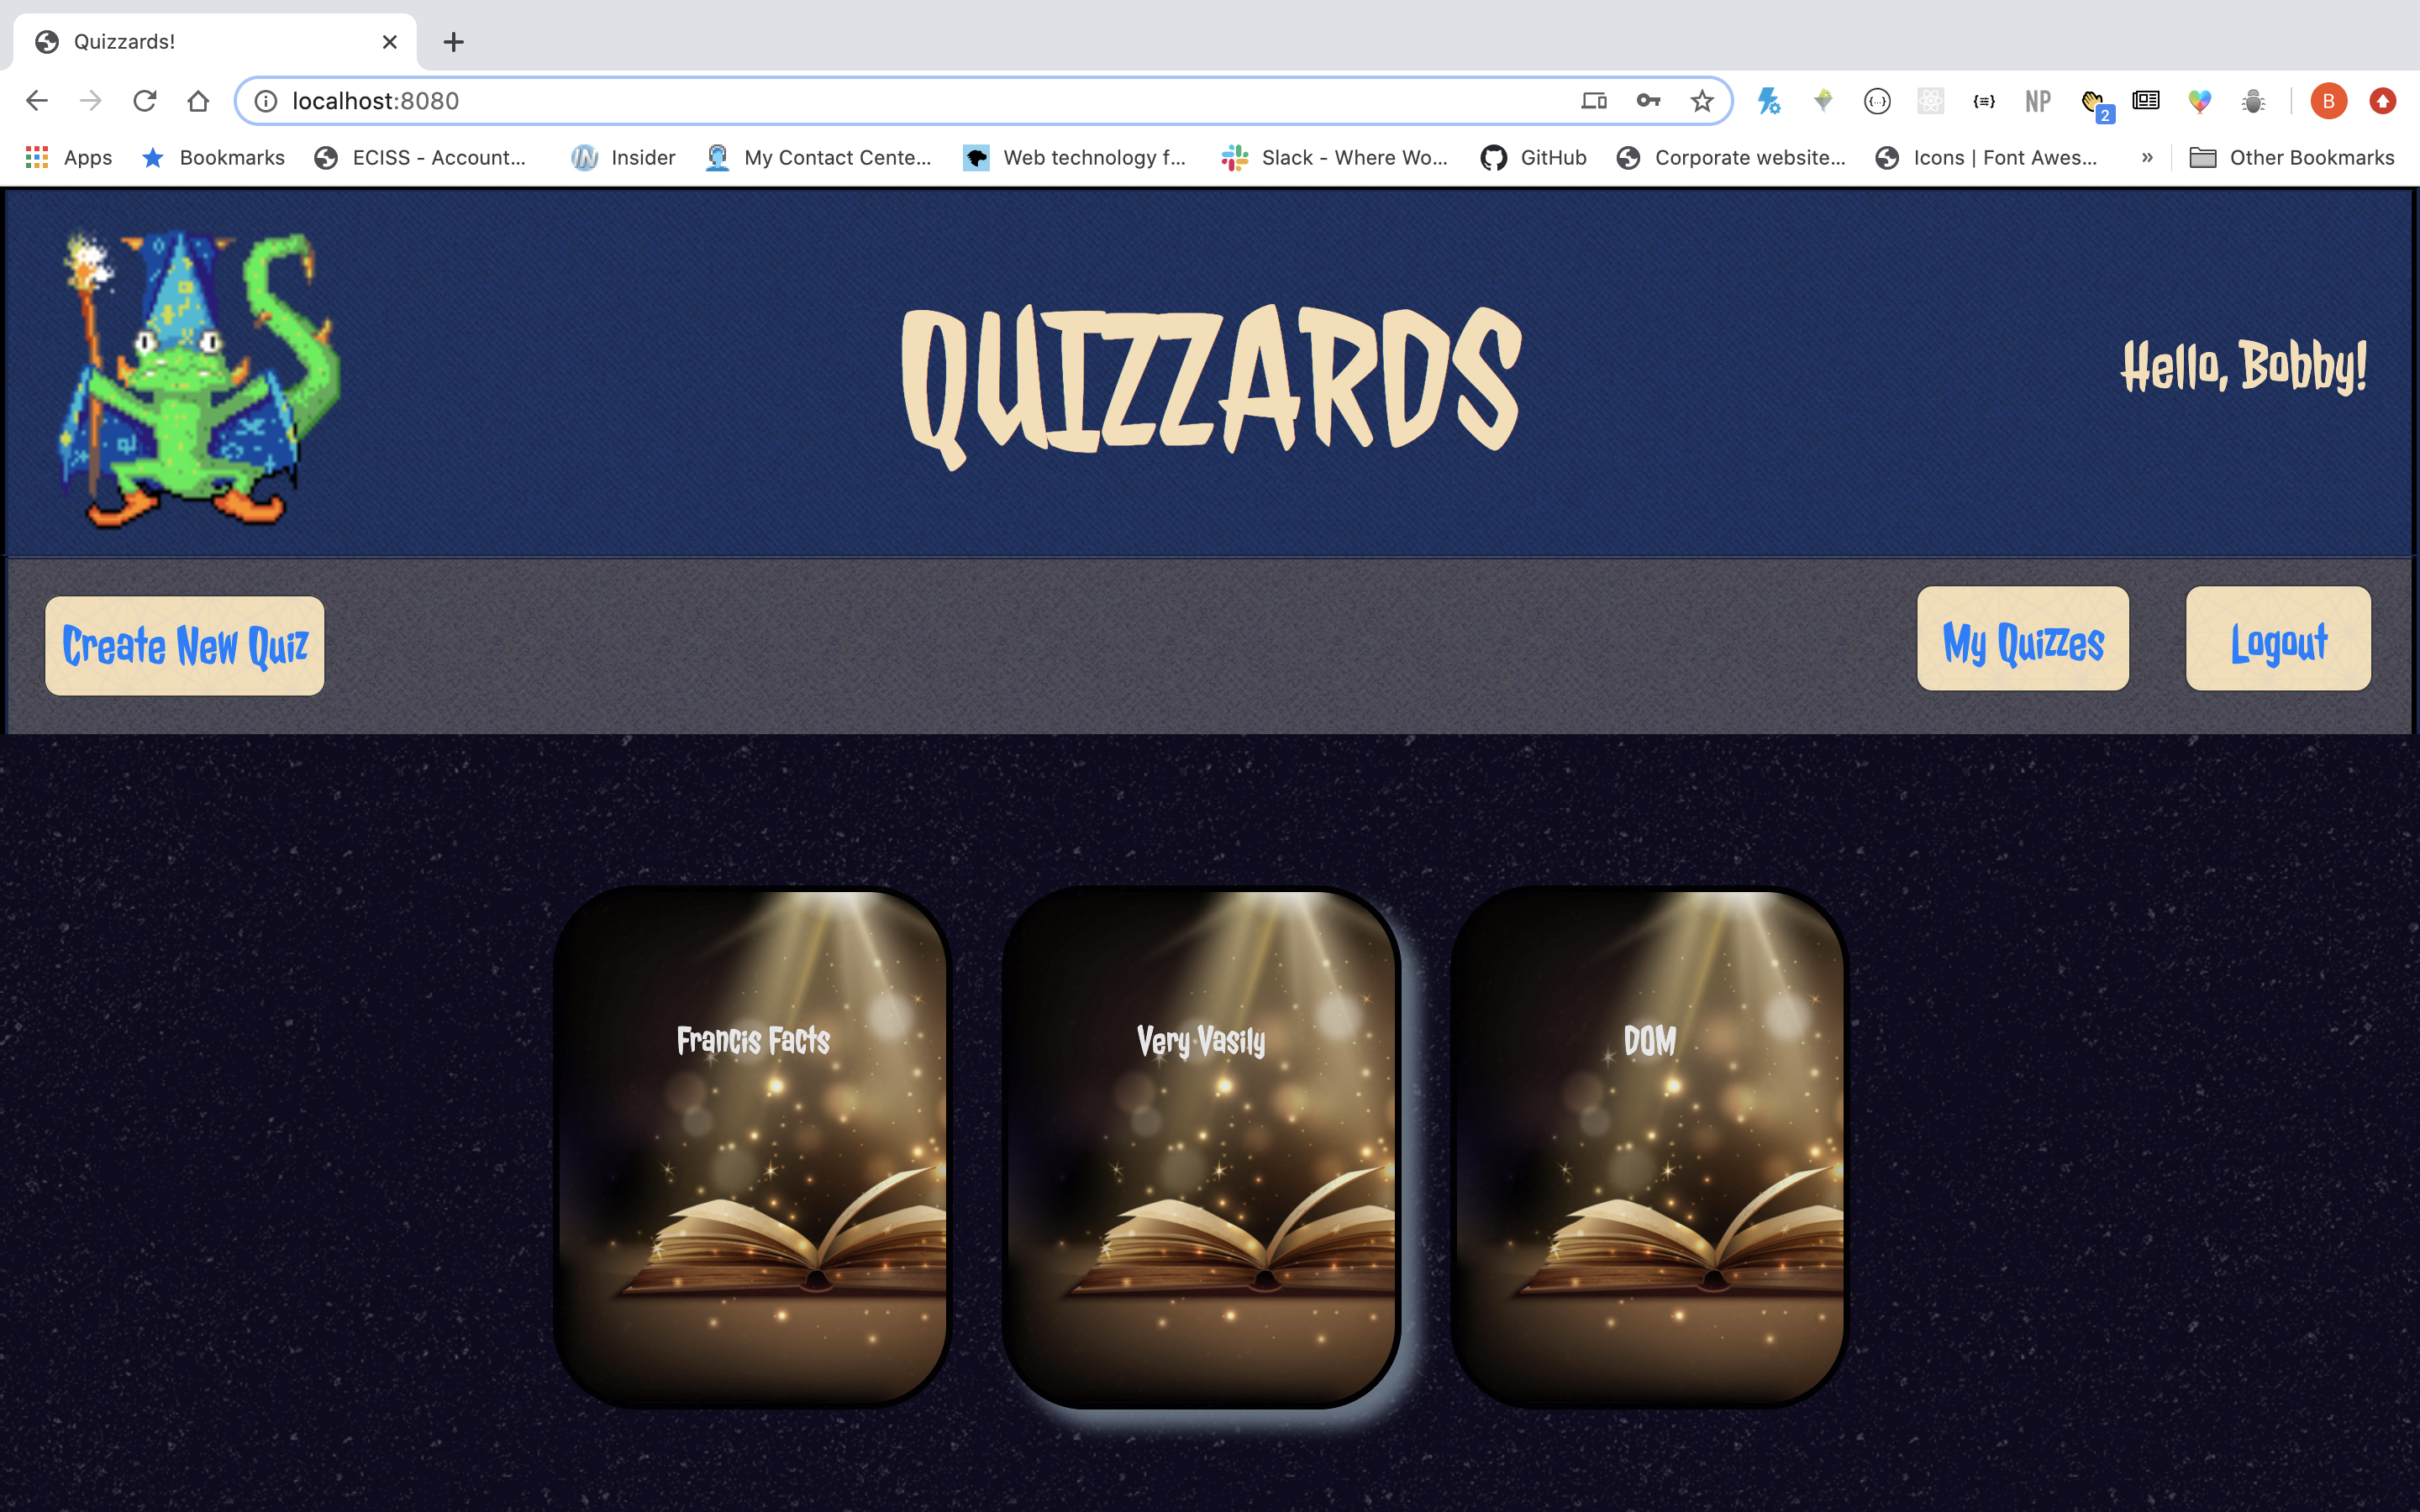 Quizzards!
localhost:8080
NP
2
B
Apps Bookmarks ECISS - Account... Insider My Contact Cente... Web technology f... Slack - Where Wo... GitHub Corporate website... Icons | Font Awes... » Other Bookmarks
QUIZZARDS
Hello, Bobby!
Create New Quiz My Quizzes Logout
Francis Facts Very Vasily DOM